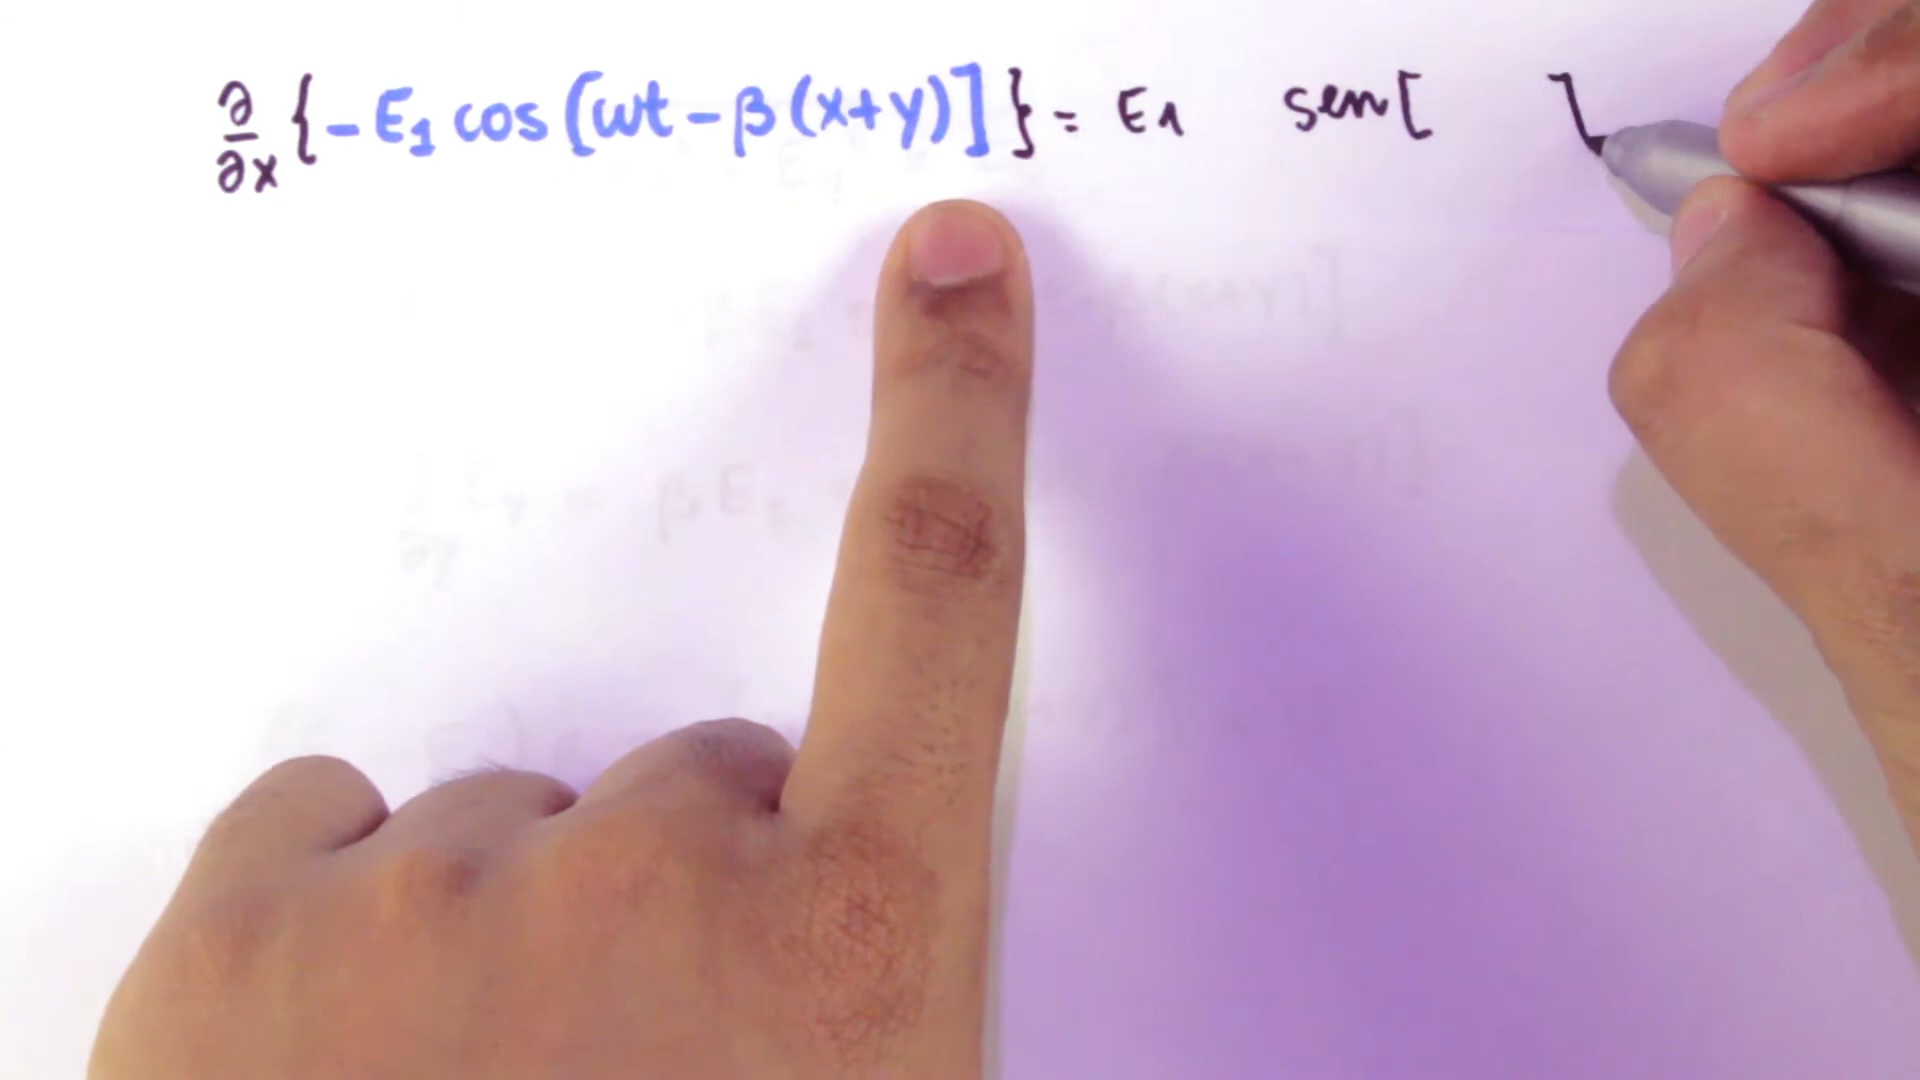 ∂/∂x {-E₁ cos[ωt-β(x+y)]} = E₁ sen[ ]